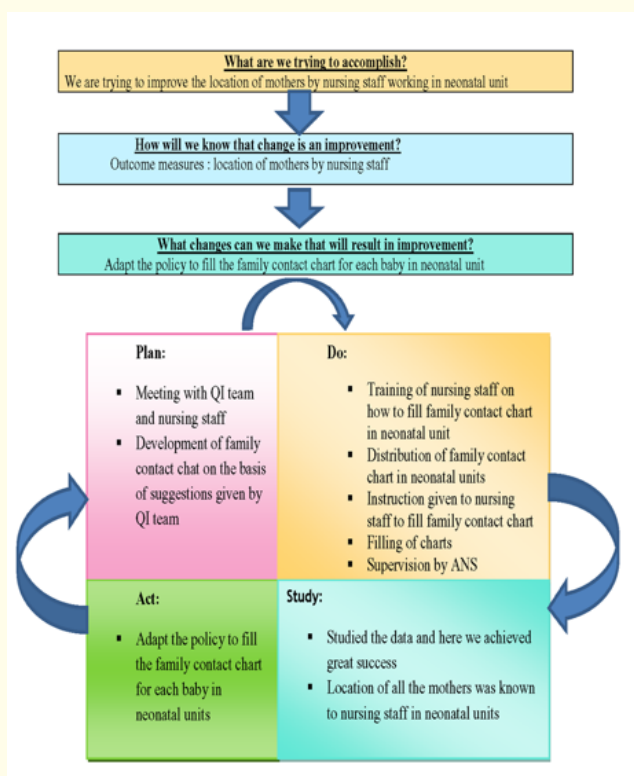 What are we trying to accomplish?
We are trying to improve the location of mothers by nursing staff working in neonatal unit
How will we know that change is an improvement?
Outcome measures : location of mothers by nursing staff
What changes can we make that will result in improvement?
Adapt the policy to fill the family contact chart for each baby in neonatal unit
Plan:
▪ Meeting with QI team
and nursing staff
▪ Development of family
contact chat on the basis
of suggestions given by
QI team
Do:
▪ Training of nursing staff on
how to fill family contact chart
in neonatal unit
▪ Distribution of family contact
chart in neonatal units
▪ Instruction given to nursing
staff to fill family contact chart
▪ Filling of charts
▪ Supervision by ANS
Act:
▪ Adapt the policy to fill
the family contact chart
for each baby in
neonatal units
Study:
▪ Studied the data and here we achieved
great success
▪ Location of all the mothers was known
to nursing staff in neonatal units